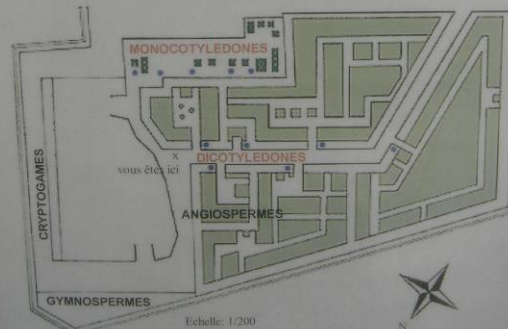 MONOCOTYLEDONES
CRYPTOGAMES
x
vous êtes ici
DICOTYLEDONES
ANGIOSPERMES
GYMNOSPERMES
Echelle: 1/200
N